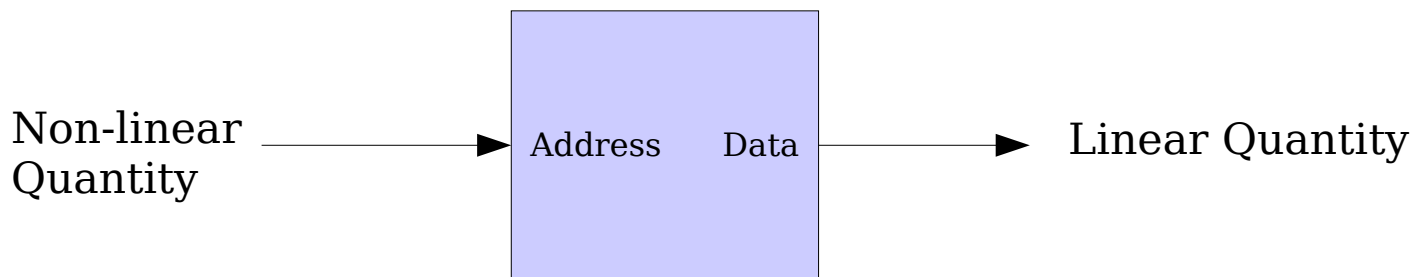 Non-linear
Quantity
Address Data
Linear Quantity